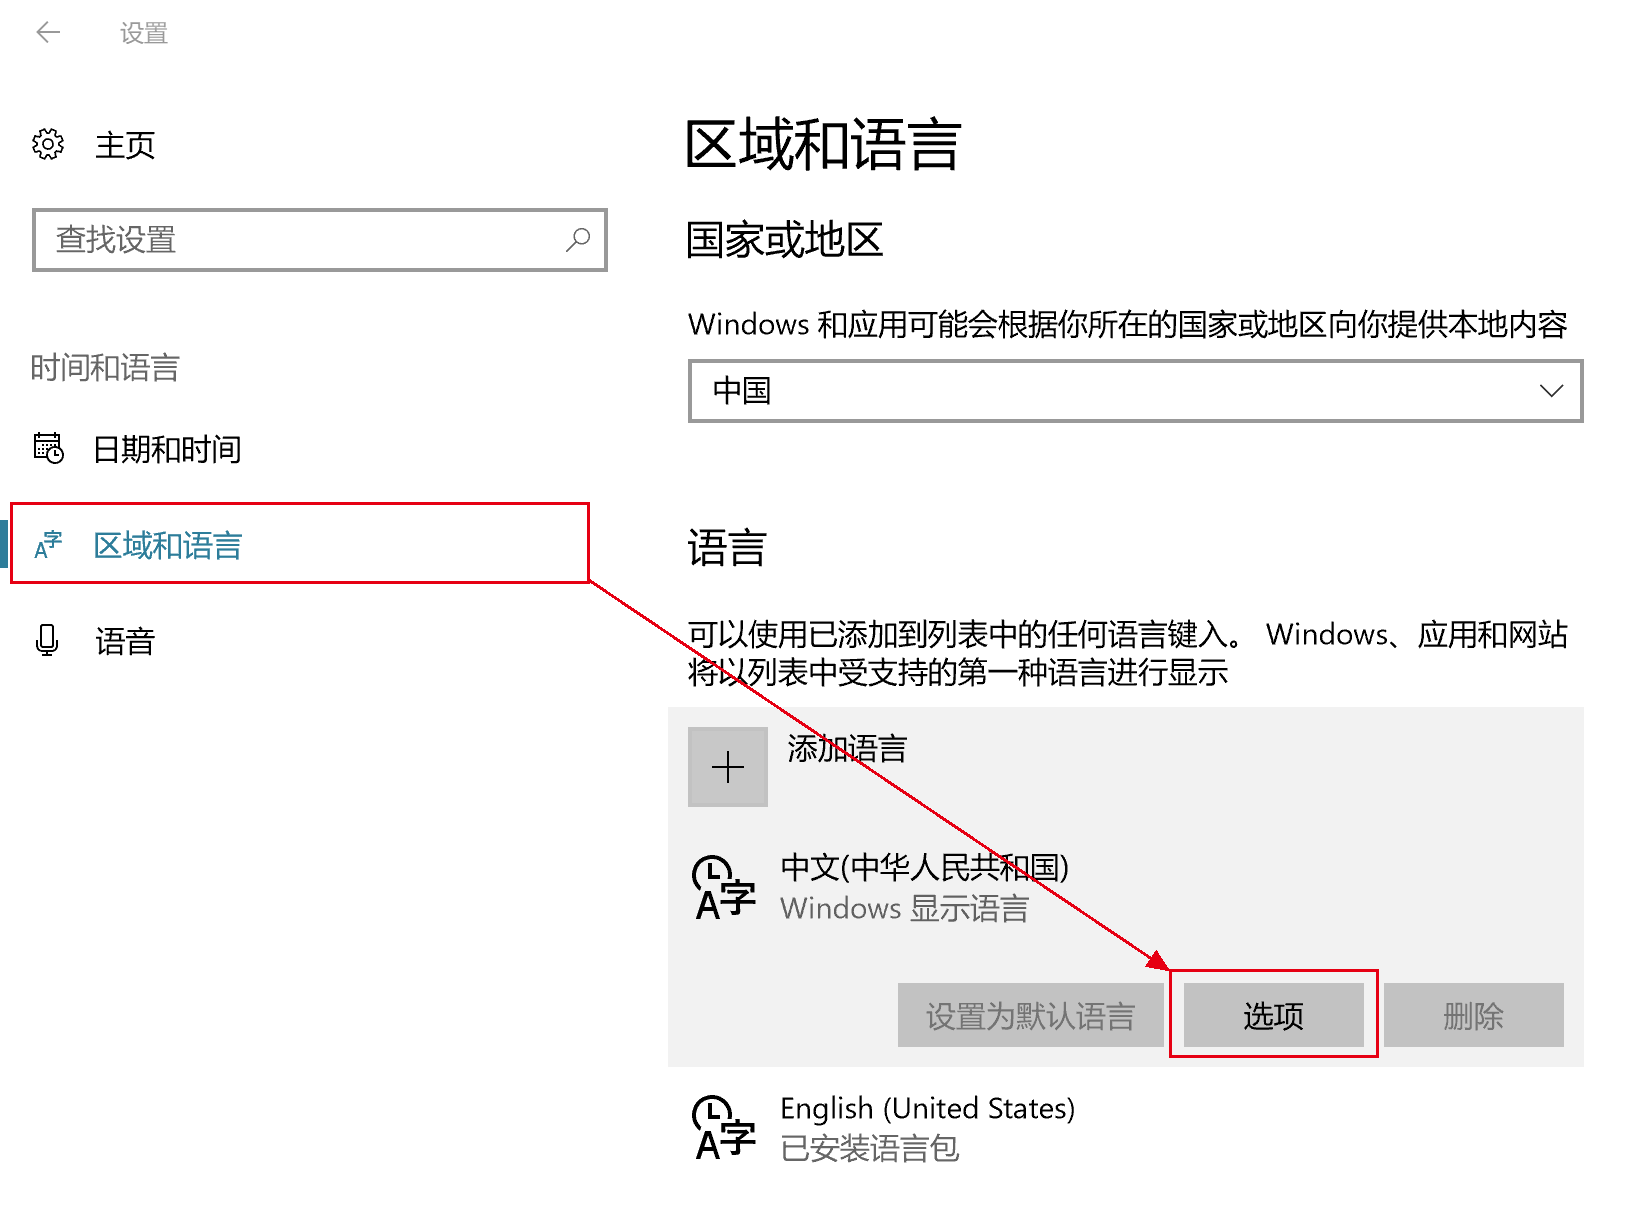 设置
主页
查找设置
时间和语言
日期和时间
区域和语言
语音
区域和语言
国家或地区
Windows 和应用可能会根据你所在的国家或地区向你提供本地内容
中国
语言
可以使用已添加到列表中的任何语言键入。 Windows、应用和网站
将以列表中受支持的第一种语言进行显示
添加语言
中文(中华人民共和国)
Windows 显示语言
设置为默认语言
选项
删除
English (United States)
已安装语言包